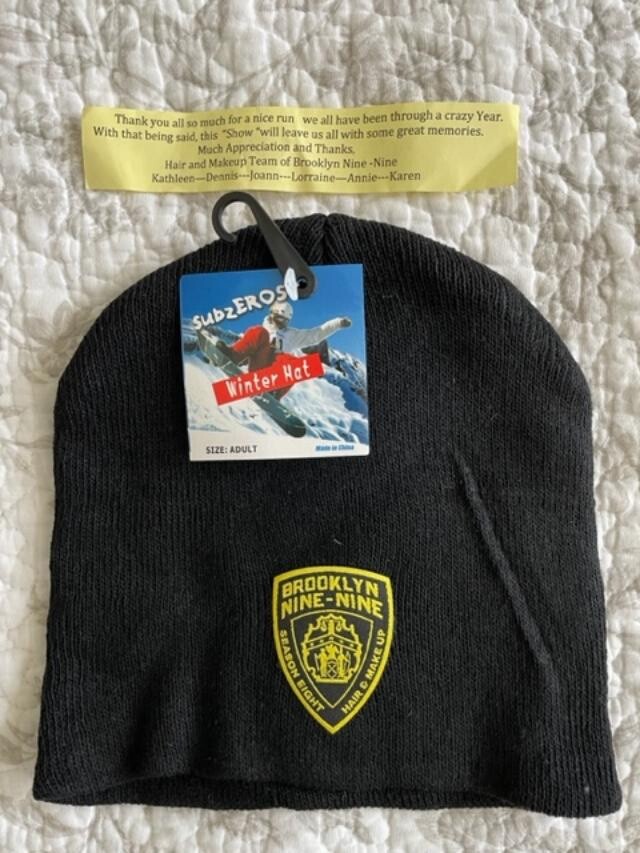 Thank you all so much for a nice run we all have been through a crazy Year.
With that being said, this "Show "will leave us all with some great memories.
Much Appreciation and Thanks.
Hair and Makeup Team of Brooklyn Nine -Nine
Kathleen—Dennis---Joann---Lorraine—Annie---Karen
subzEROS
Winter Hat
SIZE: ADULT
Made in China
BROOKLYN
NINE-NINE
SEASON EIGHT
HAIR & MAKE UP